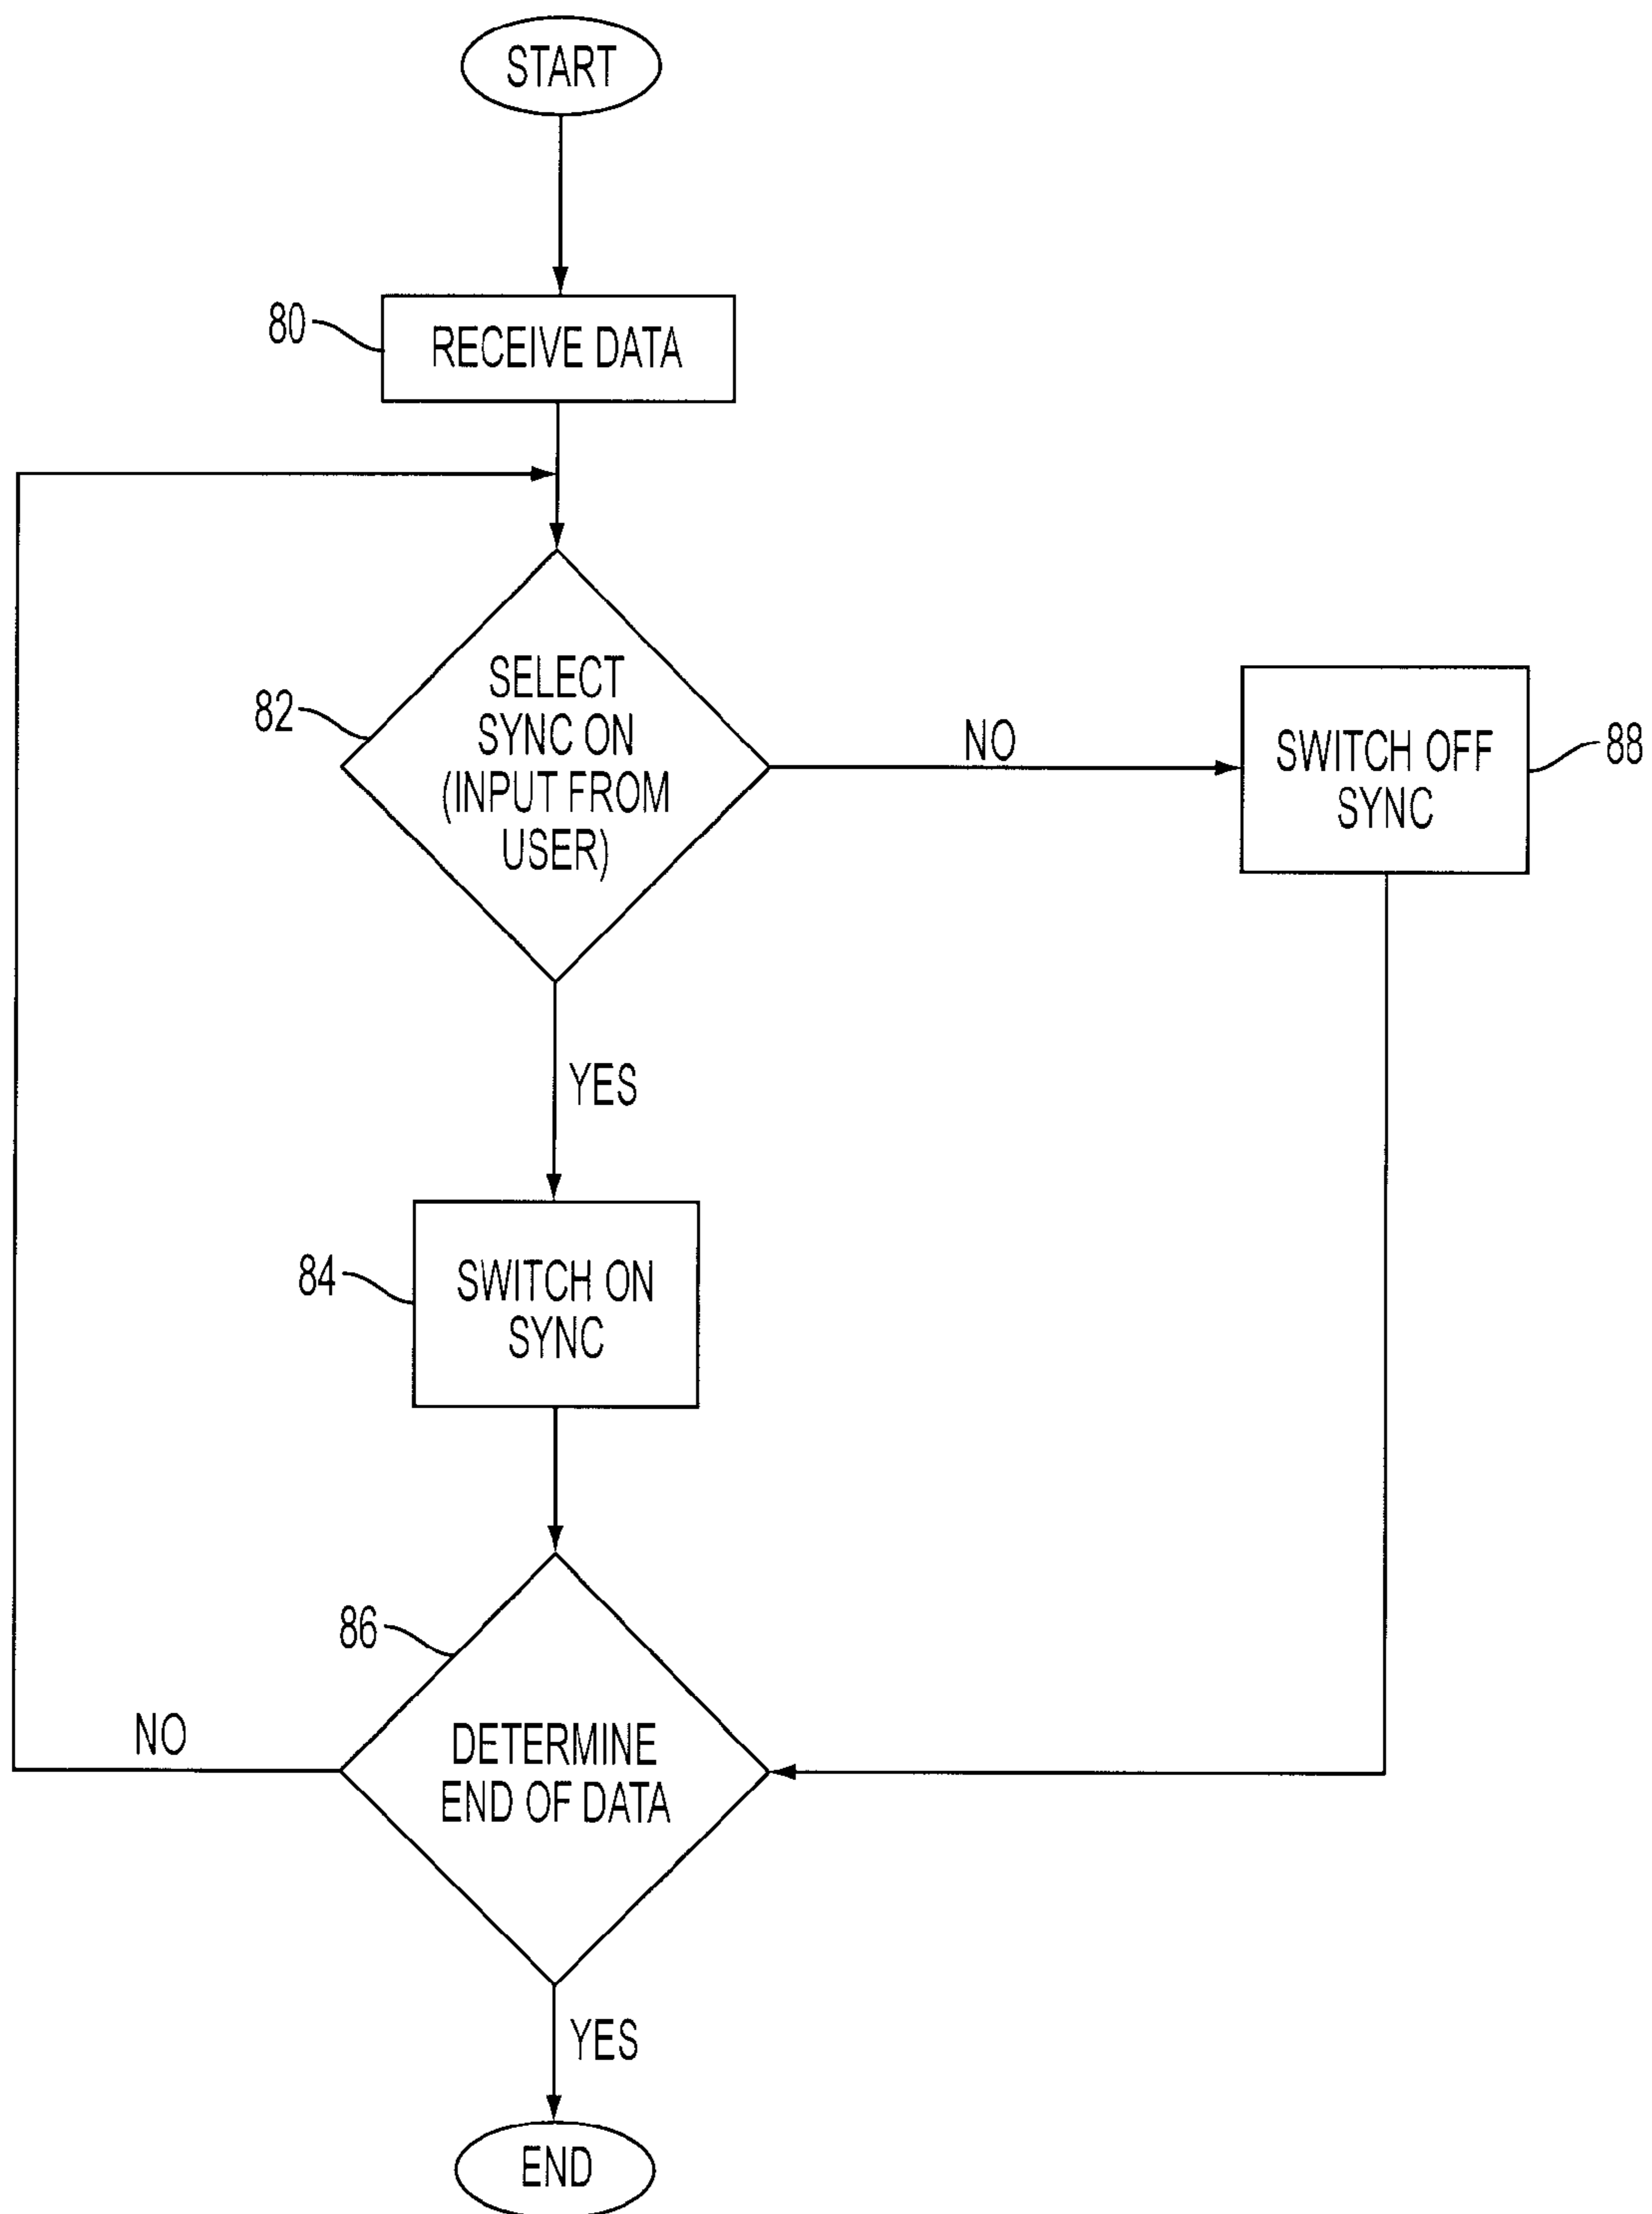 START
80
RECEIVE DATA
82
SELECT
SYNC ON
(INPUT FROM
USER)
NO
SWITCH OFF
SYNC
88
YES
84
SWITCH ON
SYNC
86
DETERMINE
END OF DATA
NO
YES
END